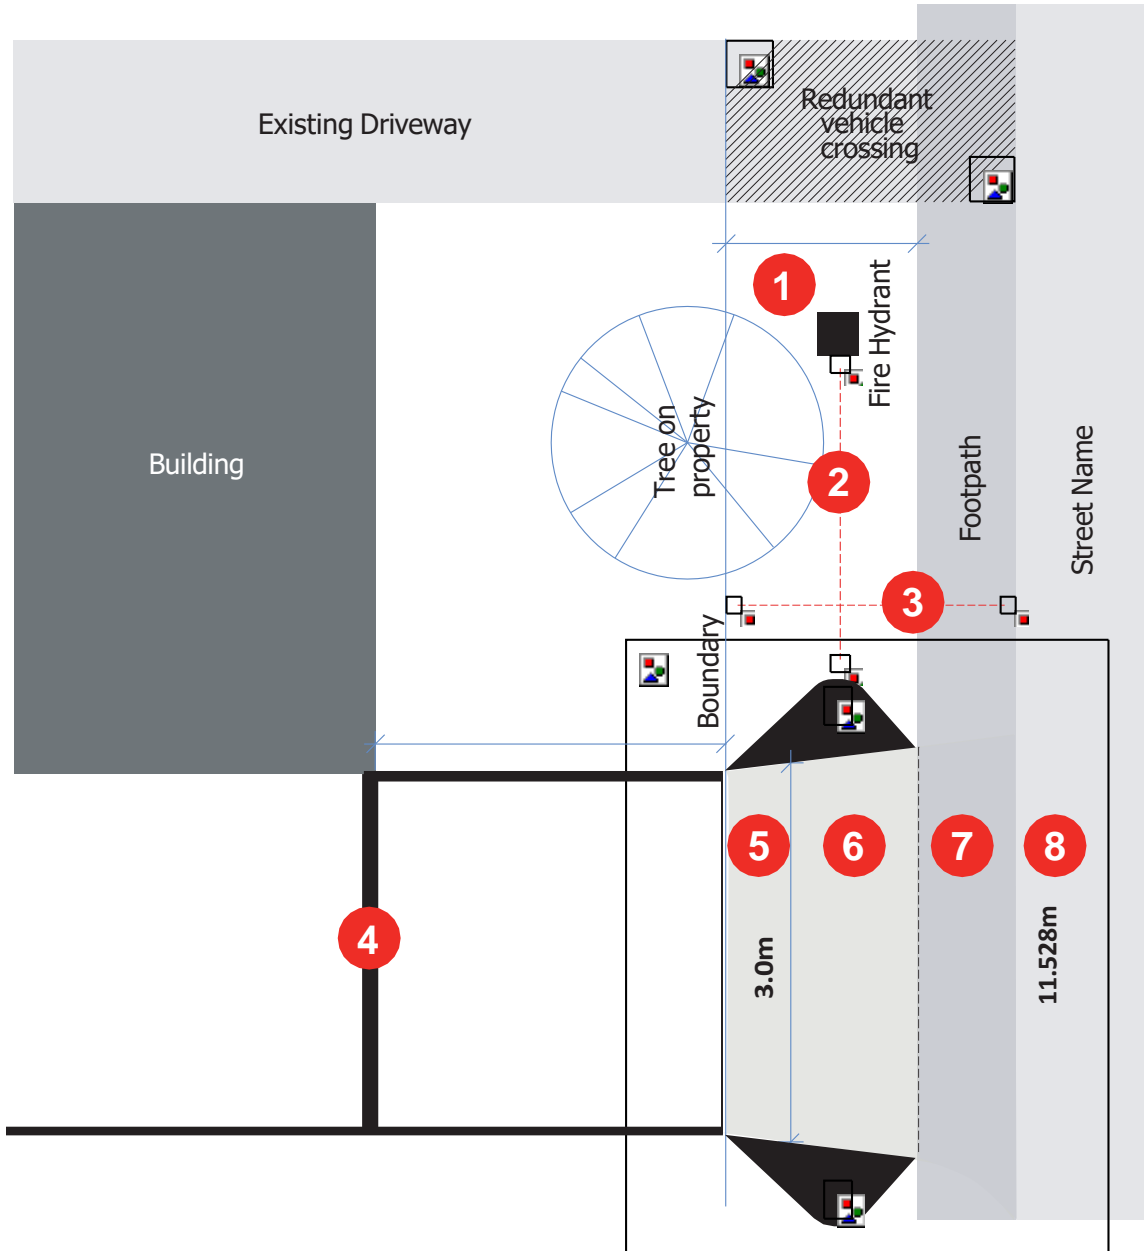 Existing Driveway
Redundant
vehicle
crossing
1
Fire Hydrant
Building
Tree on
property
2
Footpath
Street Name
3
Boundary
5
6
7
8
4
3.0m
11.528m